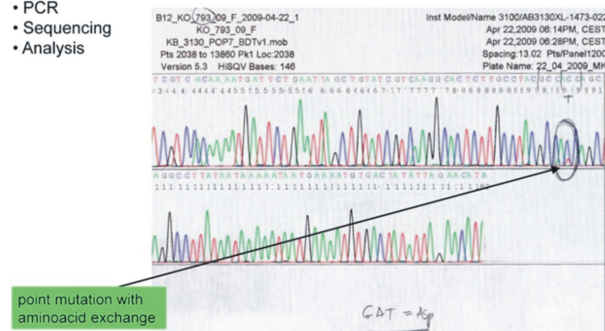 • PCR
• Sequencing
• Analysis
B12_KO_793_09_F_2009-04-22_1
KO_793_09_F
KB_3130_POP7_BDTv1.mob
Pts 2038 to 13860 Pk1 Loc:2038
Version 5.3 HiSQV Bases: 146
Inst Model/Name 3100/AB3130XL-1473-022
Apr 22,2009 06:14PM, CEST
Apr 22,2009 06:28PM, CEST
Spacing:13.02 Pts/Panel1200
Plate Name: 22_04_2009_MK
T
AGGCCTTATAATAAAAATAATGAAAATGTGACTATATTAGAACATA
point mutation with
aminoacid exchange
GAT = Asp